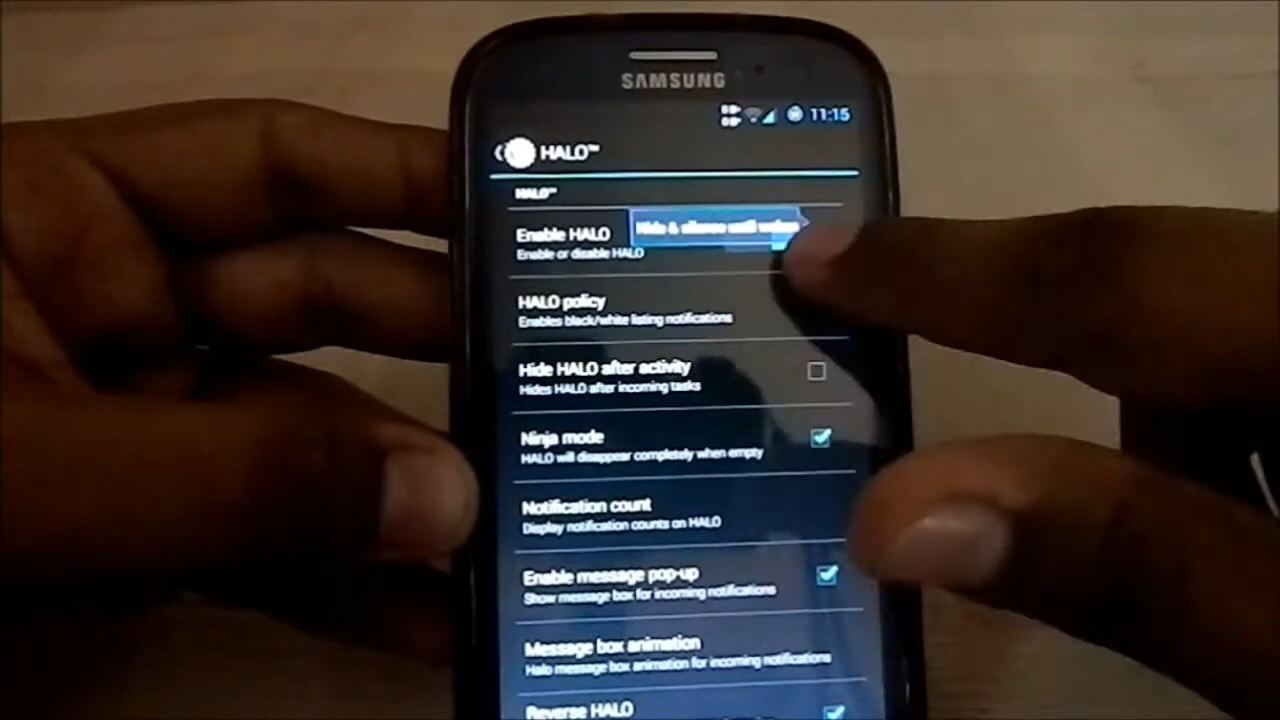 SAMSUNG
11:15
HALO™
HALO™
Enable HALO
Hide & silence until
Enable or disable HALO
HALO policy
Enables black/white listing notifications
Hide HALO after activity
Hides HALO after incoming tasks
Ninja mode
HALO will disappear completely when empty
Notification count
Display notification counts on HALO
Enable message pop-up
Show message box for incoming notifications
Message box animation
Halo message box animation for incoming notifications
Reverse HALO